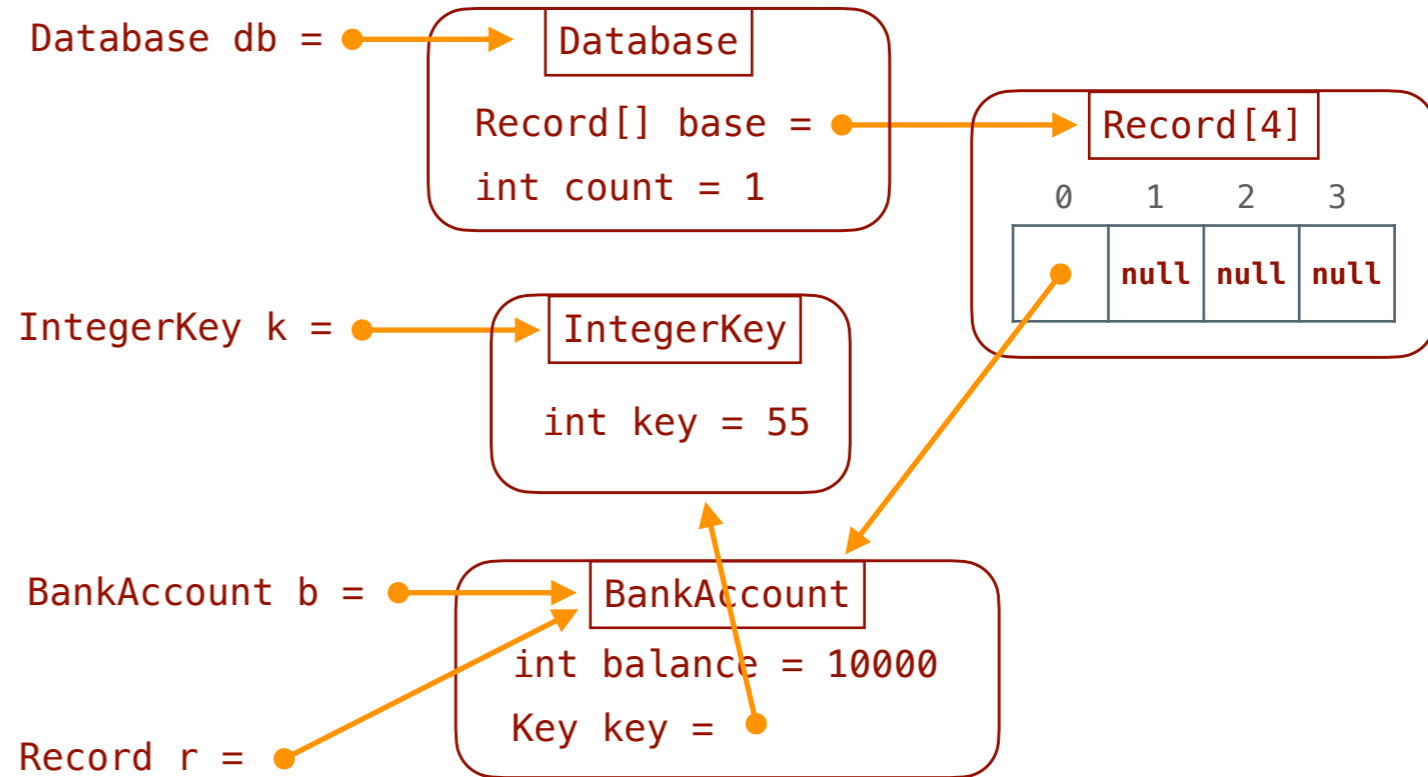 Database db =
Database
Record[] base =
int count = 1
Record[4]
0 1 2 3
null null null
IntegerKey k =
IntegerKey
int key = 55
BankAccount b =
BankAccount
int balance = 10000
Key key =
Record r =